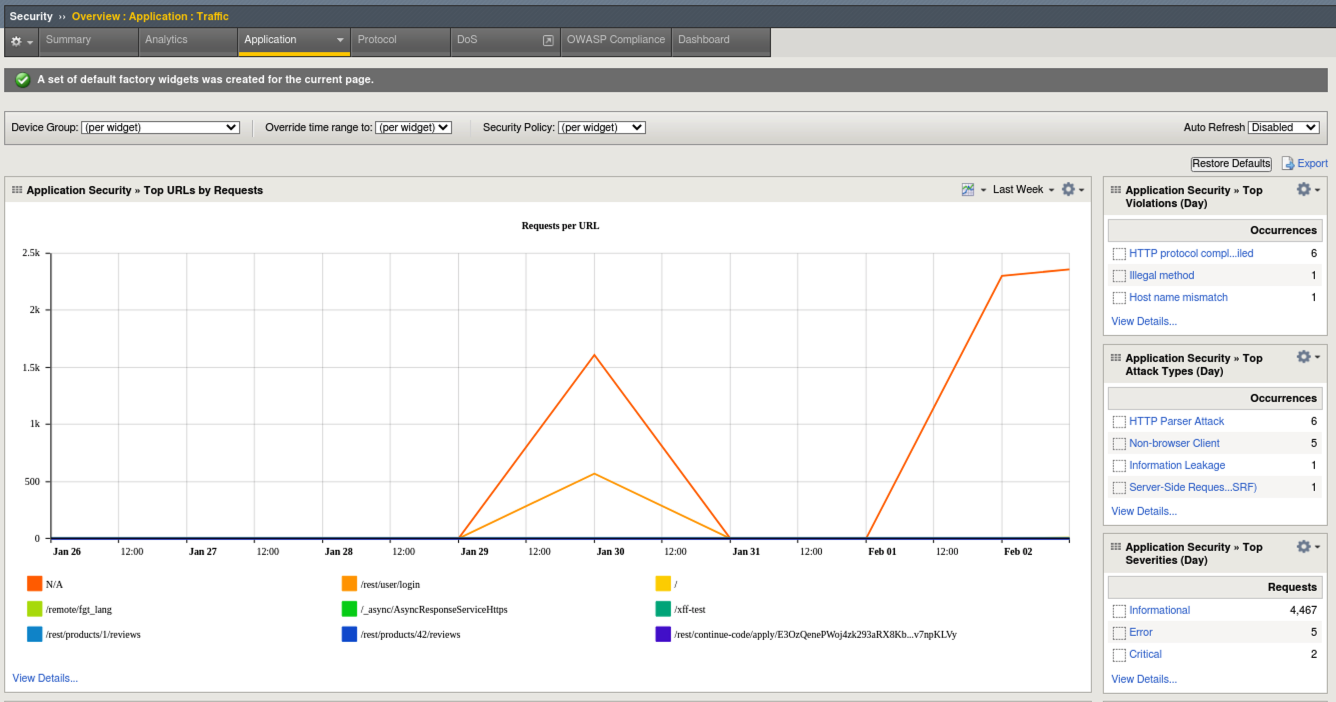 Security ›› Overview : Application : Traffic
Summary Analytics Application Protocol DoS OWASP Compliance Dashboard
A set of default factory widgets was created for the current page.
Device Group: (per widget) Override time range to: (per widget) Security Policy: (per widget) Auto Refresh Disabled
Restore Defaults Export
Application Security » Top URLs by Requests Last Week
Requests per URL
2.5k
2k
1.5k
1k
500
0
Jan 26 12:00 Jan 27 12:00 Jan 28 12:00 Jan 29 12:00 Jan 30 12:00 Jan 31 12:00 Feb 01 12:00 Feb 02
N/A /rest/user/login /
/remote/fgt_lang /_async/AsyncResponseServiceHttps /xff-test
/rest/products/1/reviews /rest/products/42/reviews /rest/continue-code/apply/E3OzQenePWoj4zk293aRX8Kb...v7npKLVy
View Details...
Application Security » Top
Violations (Day)
Occurrences
HTTP protocol compl...iled 6
Illegal method 1
Host name mismatch 1
View Details...
Application Security » Top
Attack Types (Day)
Occurrences
HTTP Parser Attack 6
Non-browser Client 5
Information Leakage 1
Server-Side Reques...SRF) 1
View Details...
Application Security » Top
Severities (Day)
Requests
Informational 4,467
Error 5
Critical 2
View Details...